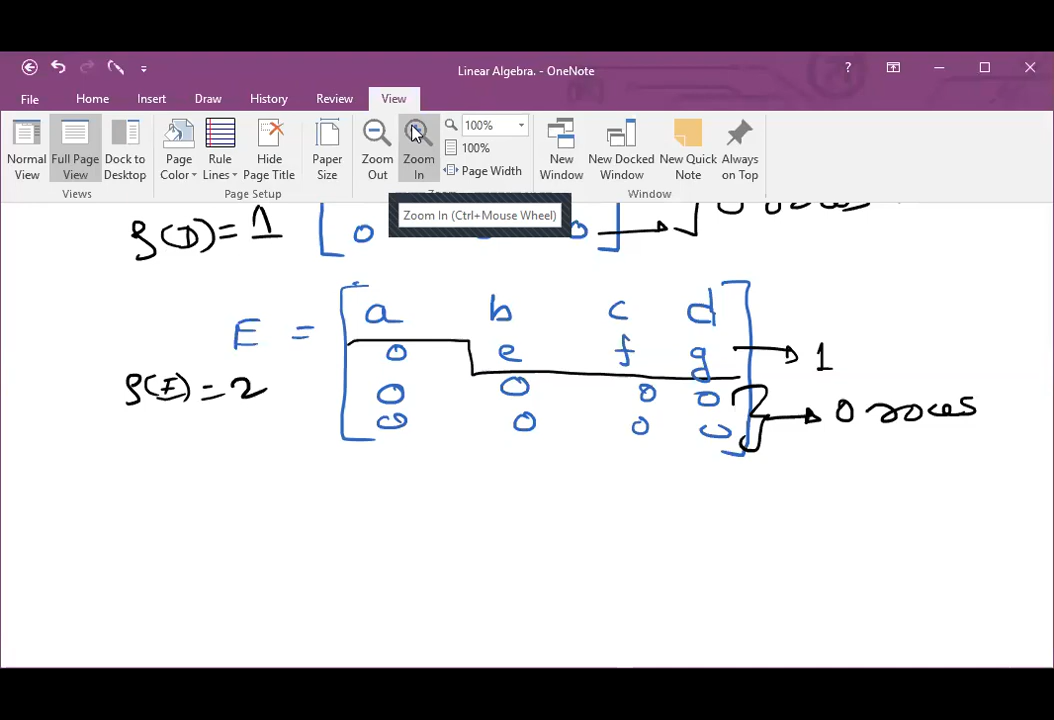 Linear Algebra. - OneNote
?
File Home Insert Draw History Review View
Normal View
Full Page View
Dock to Desktop
Page Color
Rule Lines
Hide Page Title
Paper Size
Zoom Out
Zoom In
100%
100%
Page Width
New Window
New Docked Window
New Quick Note
Always on Top
Views
Page Setup
Window
Zoom In (Ctrl+Mouse Wheel)
ρ(D) = 1
0 0
E =
a b c d
0 e f g → 1
ρ(E) = 2
0 0 0 0
→ 0 rows
0 0 0 0